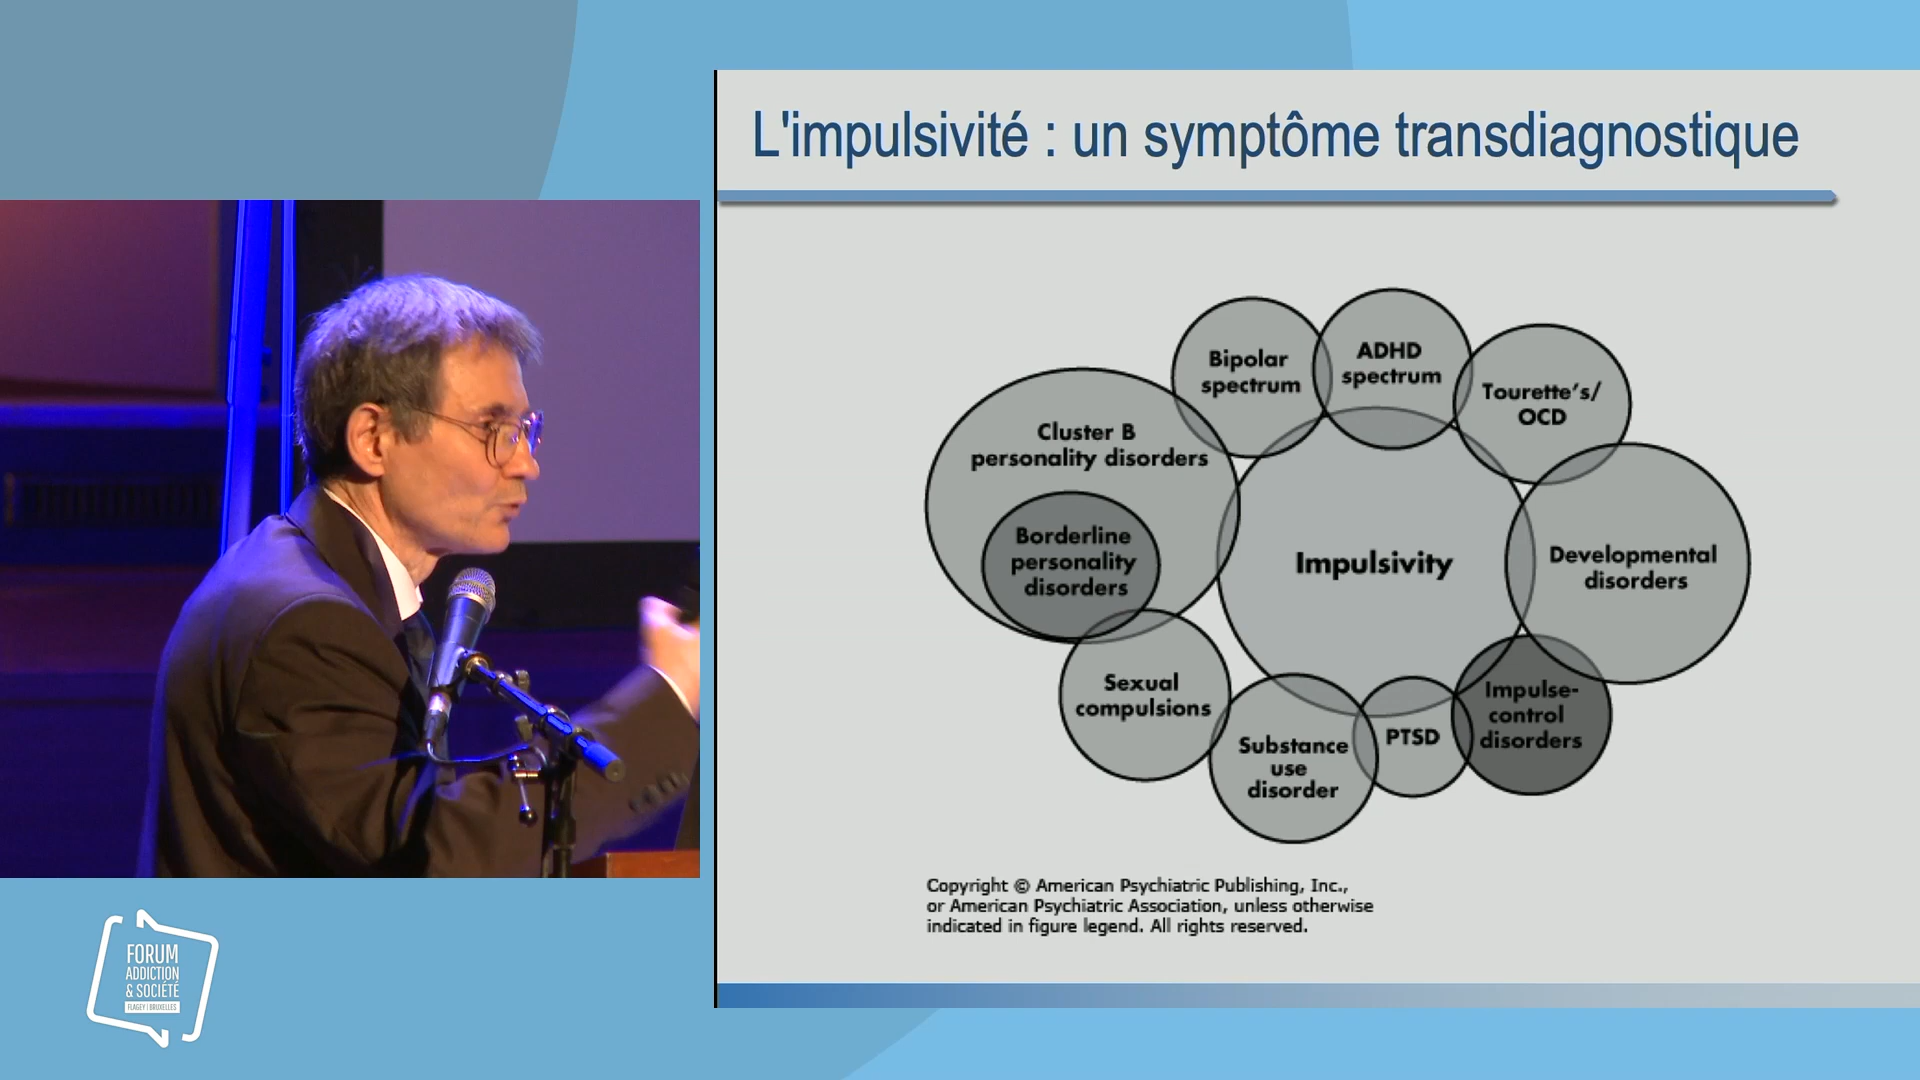 L'impulsivité : un symptôme transdiagnostique
Bipolar
spectrum
ADHD
spectrum
Tourette's/
OCD
Cluster B
personality disorders
Borderline
personality
disorders
Impulsivity
Developmental
disorders
Sexual
compulsions
Substance
use
disorder
PTSD
Impulse-
control
disorders
Copyright © American Psychiatric Publishing, Inc.,
or American Psychiatric Association, unless otherwise
indicated in figure legend. All rights reserved.
FORUM
ADDICTION
& SOCIÉTÉ
FLAGEY | BRUXELLES